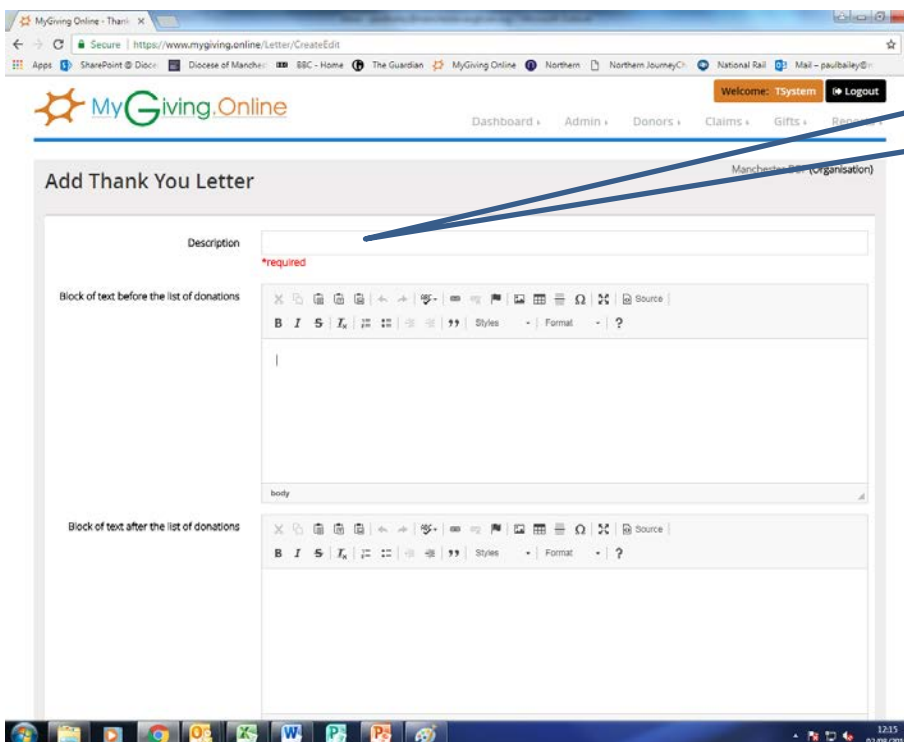 MyGiving Online - Thank
Secure | https://www.mygiving.online/Letter/CreateEdit
Apps SharePoint @ Dioce Diocese of Manche BBC - Home The Guardian MyGiving Online Northern Northern JourneyCh National Rail Mail - paulbailey@
MyGiving.Online
Welcome: TSystem Logout
Dashboard Admin Donors Claims Gifts
Add Thank You Letter
(Organisation)
Description
*required
Block of text before the list of donations
Source
B I S Ix Styles Format ?
body
Block of text after the list of donations
Source
B I S Ix Styles Format ?
12:15